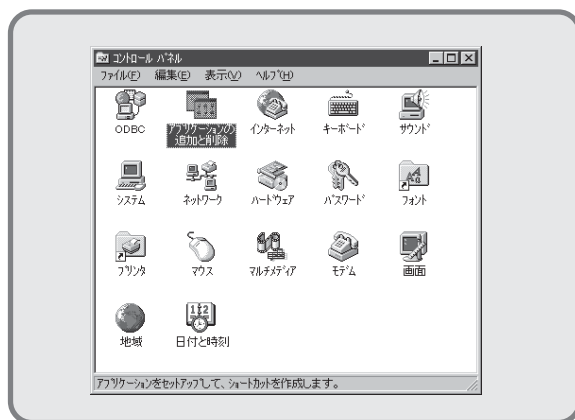 コントロール パネル
ファイル(F) 編集(E) 表示(V) ヘルプ(H)
ODBC
アプリケーションの
追加と削除
インターネット
キーボード
サウンド
システム
ネットワーク
ハードウェア
パスワード
フォント
プリンタ
マウス
マルチメディア
モデム
画面
地域
日付と時刻
アプリケーションをセットアップして、ショートカットを作成します。